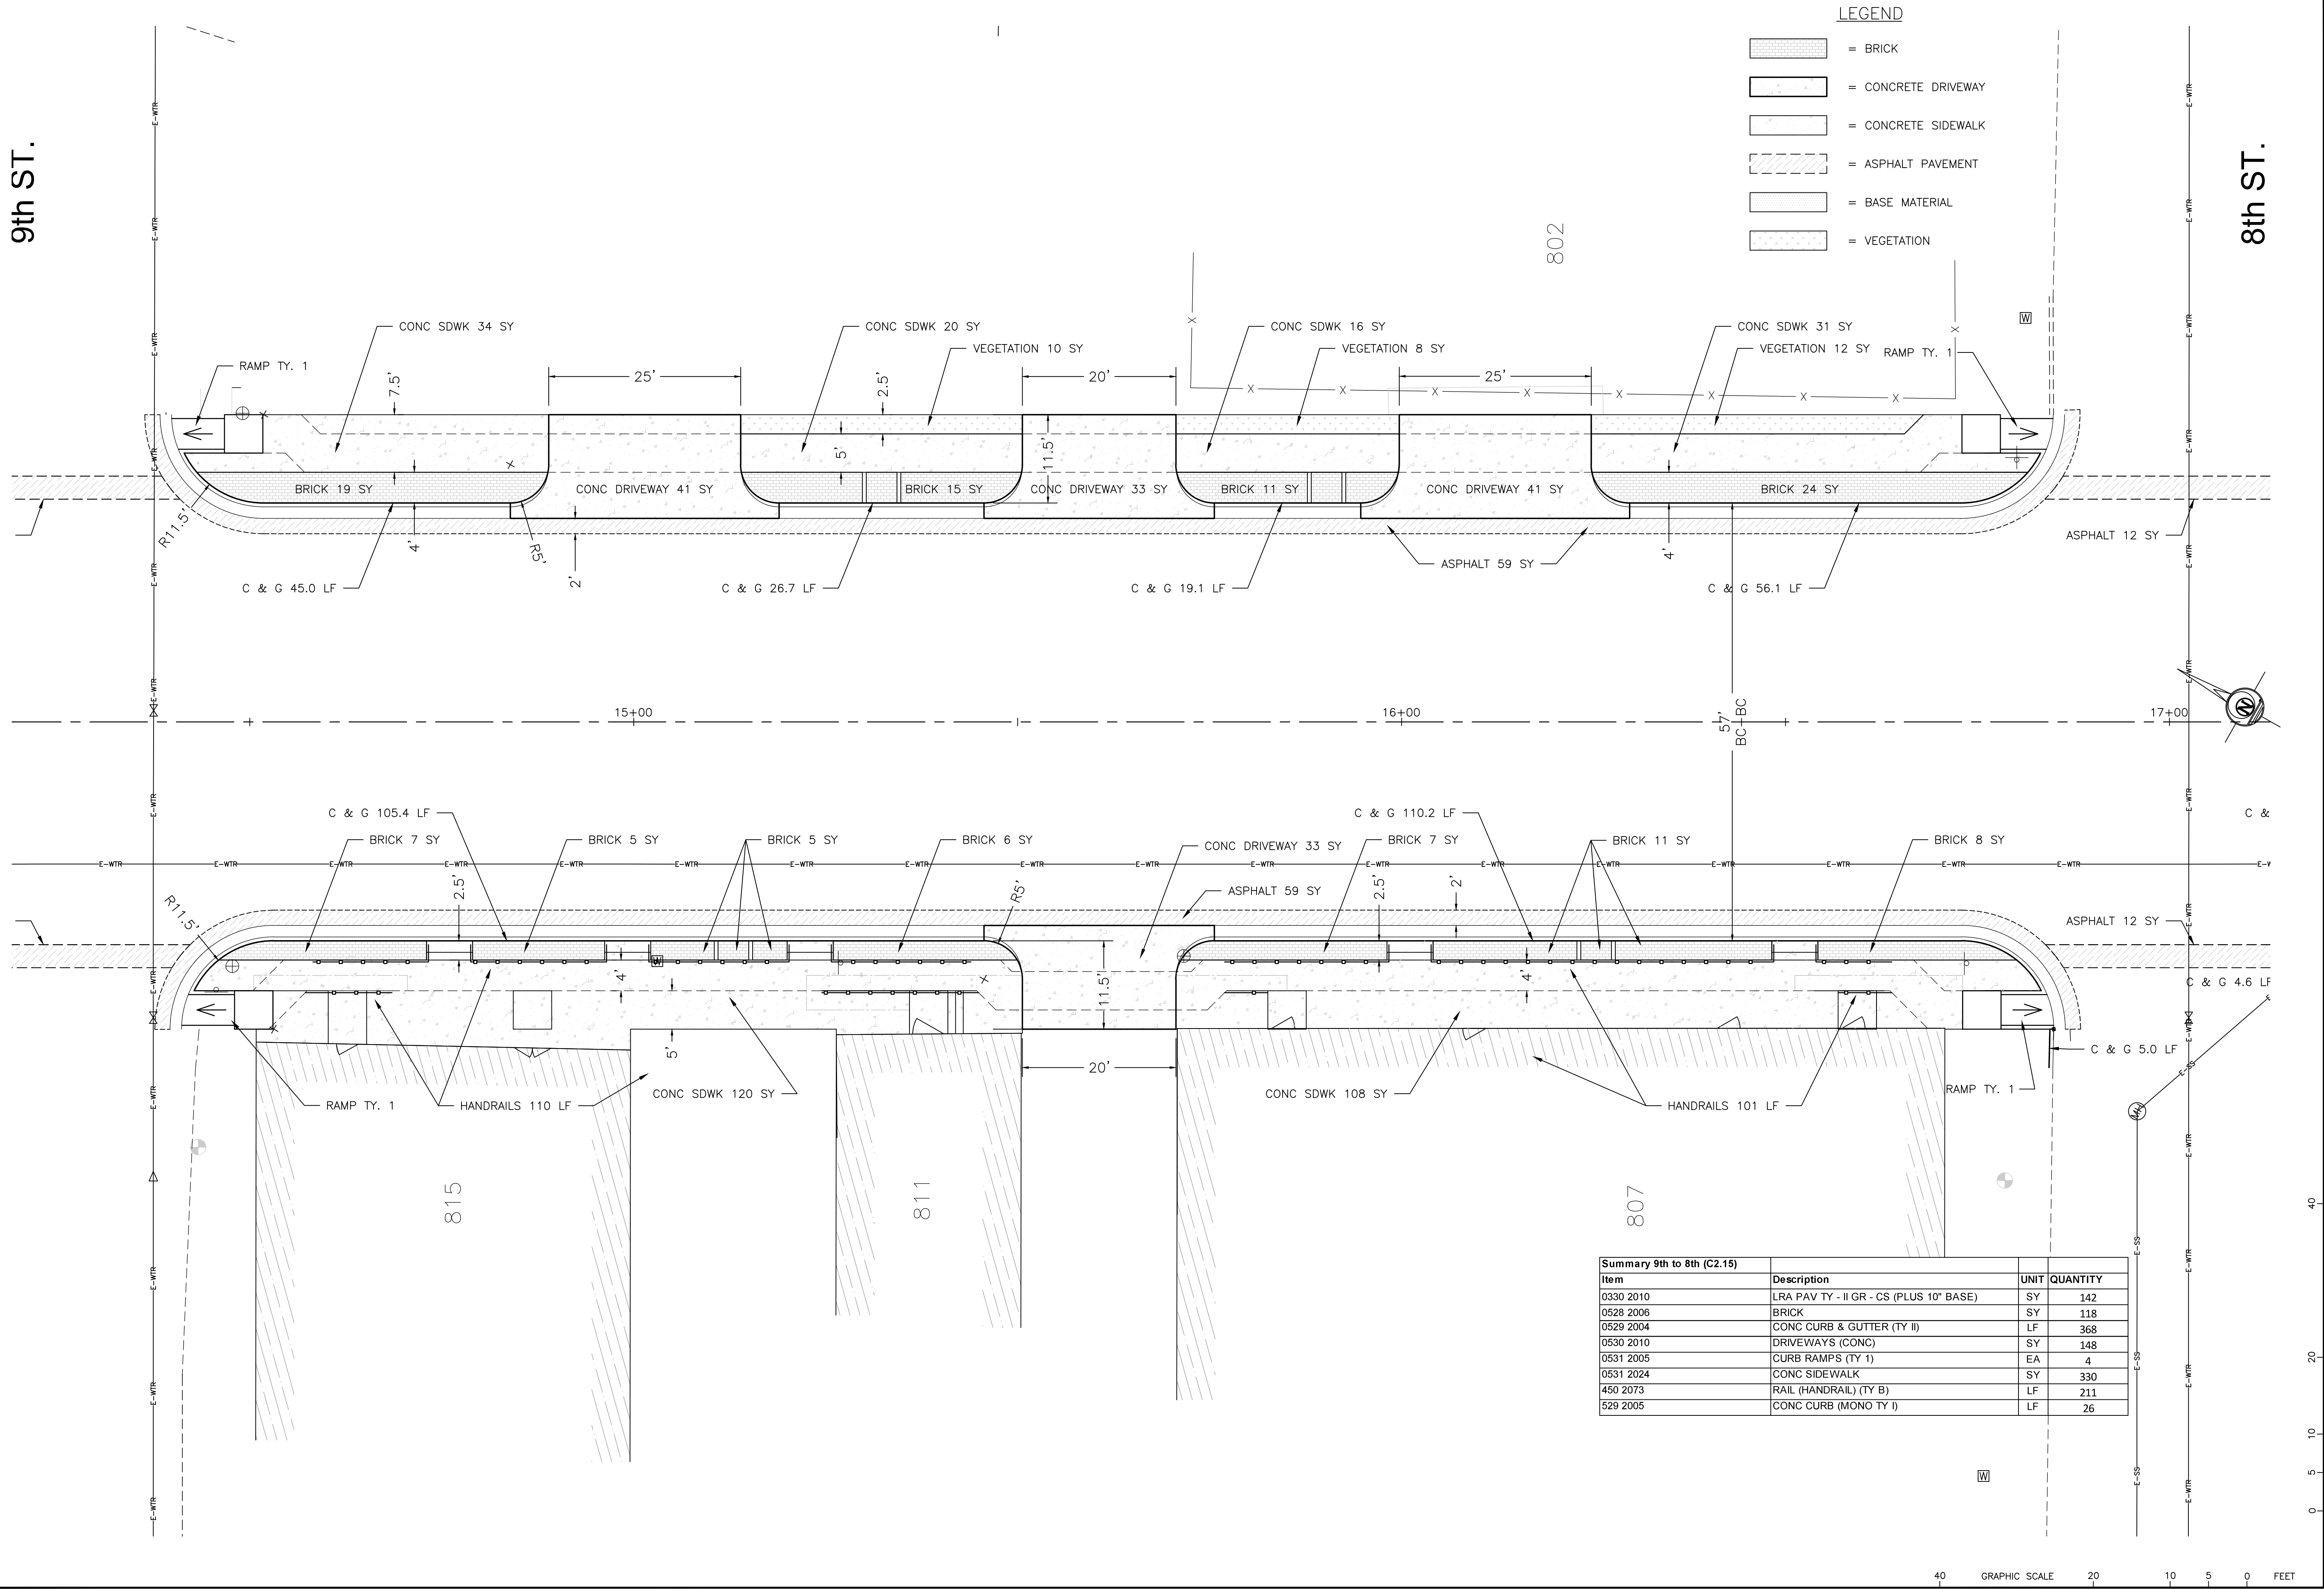 LEGEND
= BRICK
= CONCRETE DRIVEWAY
= CONCRETE SIDEWALK
= ASPHALT PAVEMENT
= BASE MATERIAL
= VEGETATION
9th ST.
8th ST.
802
CONC SDWK 34 SY
CONC SDWK 20 SY
CONC SDWK 16 SY
CONC SDWK 31 SY
VEGETATION 10 SY
VEGETATION 8 SY
VEGETATION 12 SY
RAMP TY. 1
RAMP TY. 1
7.5'
25'
2.5'
20'
25'
5'
11.5'
BRICK 19 SY
CONC DRIVEWAY 41 SY
BRICK 15 SY
CONC DRIVEWAY 33 SY
BRICK 11 SY
CONC DRIVEWAY 41 SY
BRICK 24 SY
R11.5'
4'
R5'
2'
4'
ASPHALT 12 SY
ASPHALT 59 SY
C & G 45.0 LF
C & G 26.7 LF
C & G 19.1 LF
C & G 56.1 LF
15+00
16+00
17+00
57'
BC-BC
N
C & G 105.4 LF
C & G 110.2 LF
C &
BRICK 7 SY
BRICK 5 SY
BRICK 5 SY
BRICK 6 SY
CONC DRIVEWAY 33 SY
BRICK 7 SY
BRICK 11 SY
BRICK 8 SY
E-WTR
ASPHALT 59 SY
R11.5'
2.5'
R5'
2.5'
2'
ASPHALT 12 SY
4'
11.5'
4'
C & G 4.6 LF
5'
20'
C & G 5.0 LF
RAMP TY. 1
HANDRAILS 110 LF
CONC SDWK 120 SY
CONC SDWK 108 SY
HANDRAILS 101 LF
RAMP TY. 1
MH
E-SS
W
815
811
807
Summary 9th to 8th (C2.15)
Item Description UNIT QUANTITY
0330 2010 LRA PAV TY - II GR - CS (PLUS 10" BASE) SY 142
0528 2006 BRICK SY 118
0529 2004 CONC CURB & GUTTER (TY II) LF 368
0530 2010 DRIVEWAYS (CONC) SY 148
0531 2005 CURB RAMPS (TY 1) EA 4
0531 2024 CONC SIDEWALK SY 330
450 2073 RAIL (HANDRAIL) (TY B) LF 211
529 2005 CONC CURB (MONO TY I) LF 26
40 20 10 5 0
40 GRAPHIC SCALE 20 10 5 0 FEET